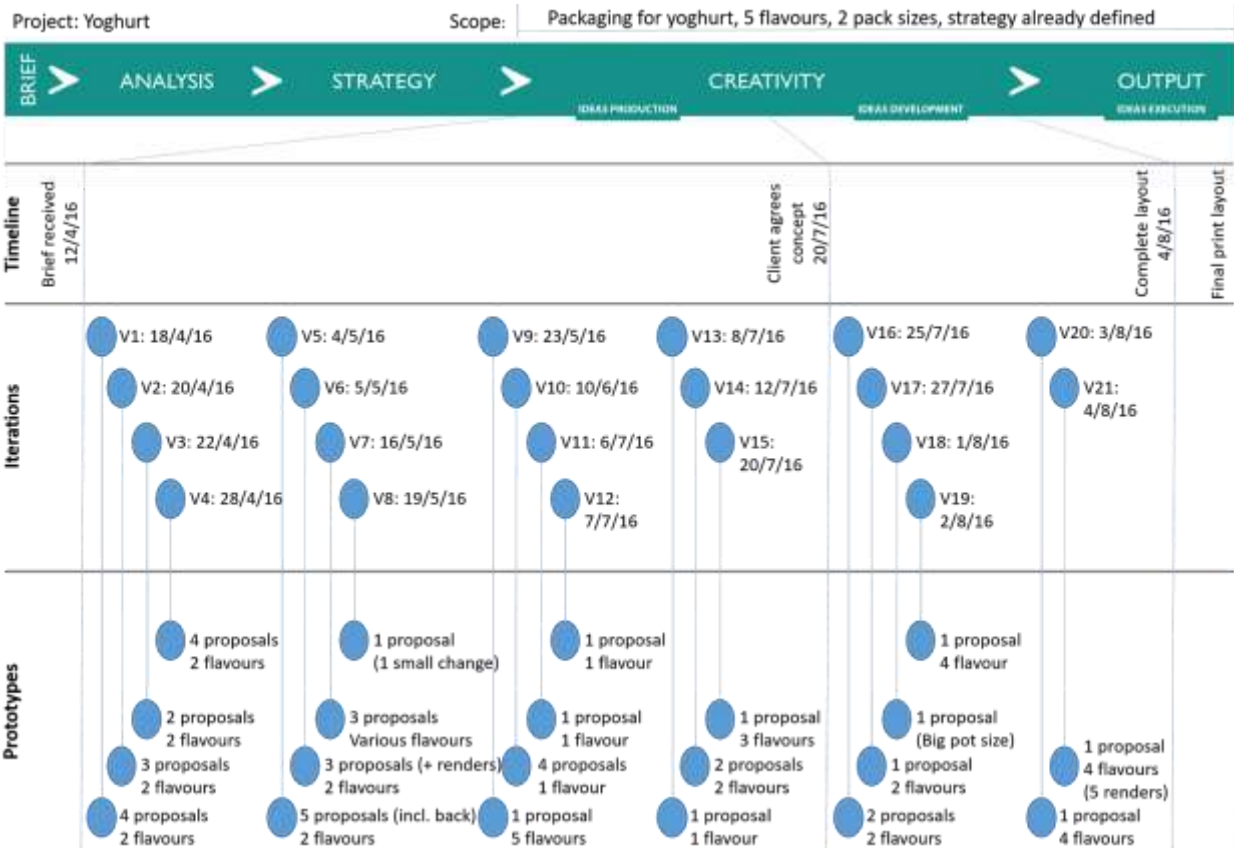 Project: Yoghurt
Scope:
Packaging for yoghurt, 5 flavours, 2 pack sizes, strategy already defined
BRIEF
ANALYSIS
STRATEGY
CREATIVITY
OUTPUT
IDEAS PRODUCTION
IDEAS DEVELOPMENT
IDEAS EXECUTION
Timeline
Brief received
12/4/16
Client agrees
concept
20/7/16
Complete layout
4/8/16
Final print layout
Iterations
V1: 18/4/16
V2: 20/4/16
V3: 22/4/16
V4: 28/4/16
V5: 4/5/16
V6: 5/5/16
V7: 16/5/16
V8: 19/5/16
V9: 23/5/16
V10: 10/6/16
V11: 6/7/16
V12:
7/7/16
V13: 8/7/16
V14: 12/7/16
V15:
20/7/16
V16: 25/7/16
V17: 27/7/16
V18: 1/8/16
V19:
2/8/16
V20: 3/8/16
V21:
4/8/16
Prototypes
4 proposals
2 flavours
2 proposals
2 flavours
3 proposals
2 flavours
4 proposals
2 flavours
1 proposal
(1 small change)
3 proposals
Various flavours
3 proposals (+ renders)
2 flavours
5 proposals (incl. back)
2 flavours
1 proposal
1 flavour
1 proposal
1 flavour
4 proposals
1 flavour
1 proposal
5 flavours
1 proposal
3 flavours
2 proposals
2 flavours
1 proposal
1 flavour
1 proposal
4 flavour
1 proposal
(Big pot size)
1 proposal
2 flavours
2 proposals
2 flavours
1 proposal
4 flavours
(5 renders)
1 proposal
4 flavours